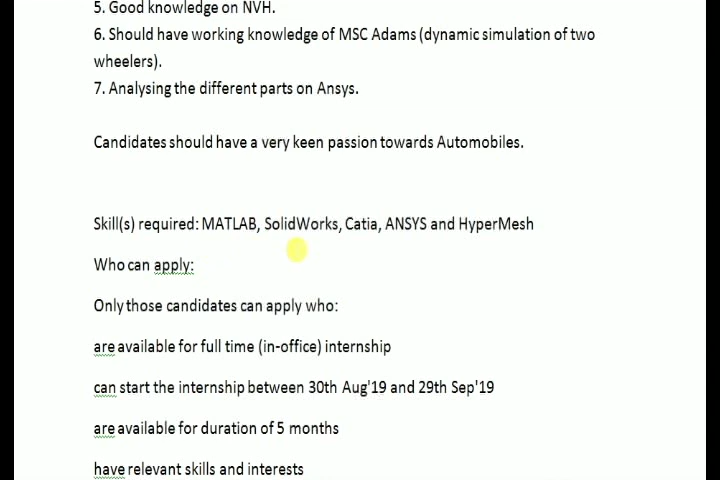 5. Good knowledge on NVH.
6. Should have working knowledge of MSC Adams (dynamic simulation of two
wheelers).
7. Analysing the different parts on Ansys.
Candidates should have a very keen passion towards Automobiles.
Skill(s) required: MATLAB, SolidWorks, Catia, ANSYS and HyperMesh
Who can apply:
Only those candidates can apply who:
are available for full time (in-office) internship
can start the internship between 30th Aug'19 and 29th Sep'19
are available for duration of 5 months
have relevant skills and interests